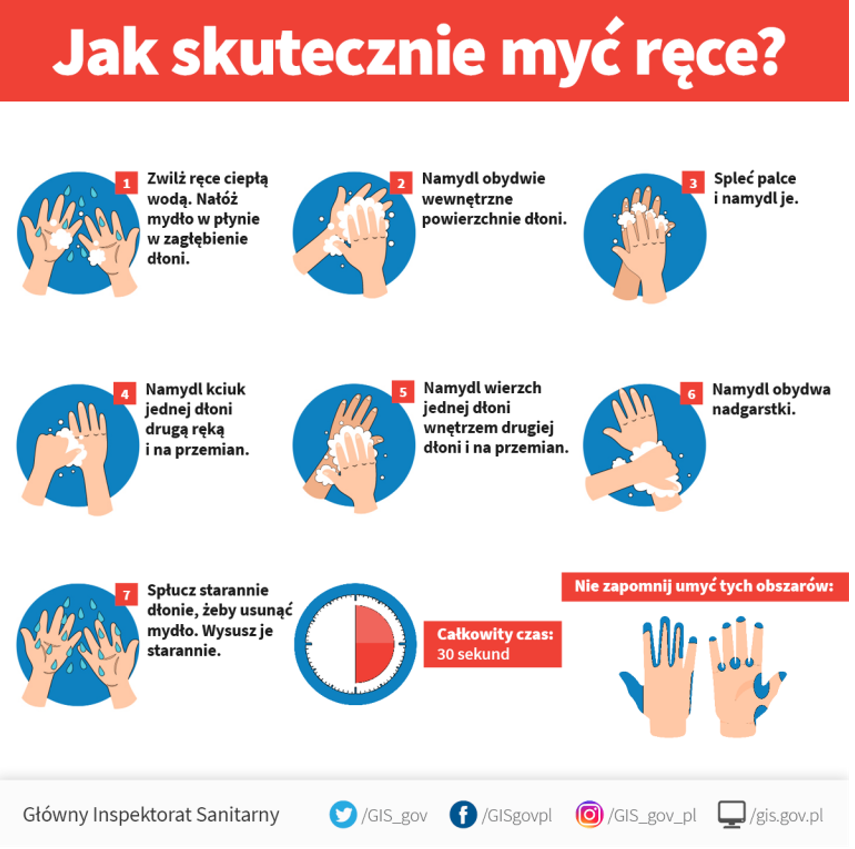 Jak skutecznie myć ręce?
1
Zwilż ręce ciepłą
wodą. Nałóż
mydło w płynie
w zagłębienie
dłoni.
2
Namydl obydwie
wewnętrzne
powierzchnie dłoni.
3
Spleć palce
i namydl je.
4
Namydl kciuk
jednej dłoni
drugą ręką
i na przemian.
5
Namydl wierzch
jednej dłoni
wnętrzem drugiej
dłoni i na przemian.
6
Namydl obydwa
nadgarstki.
7
Spłucz starannie
dłonie, żeby usunąć
mydło. Wysusz je
starannie.
Całkowity czas:
30 sekund
Nie zapomnij umyć tych obszarów:
Główny Inspektorat Sanitarny
/GIS_gov
/GISgovpl
/GIS_gov_pl
/gis.gov.pl